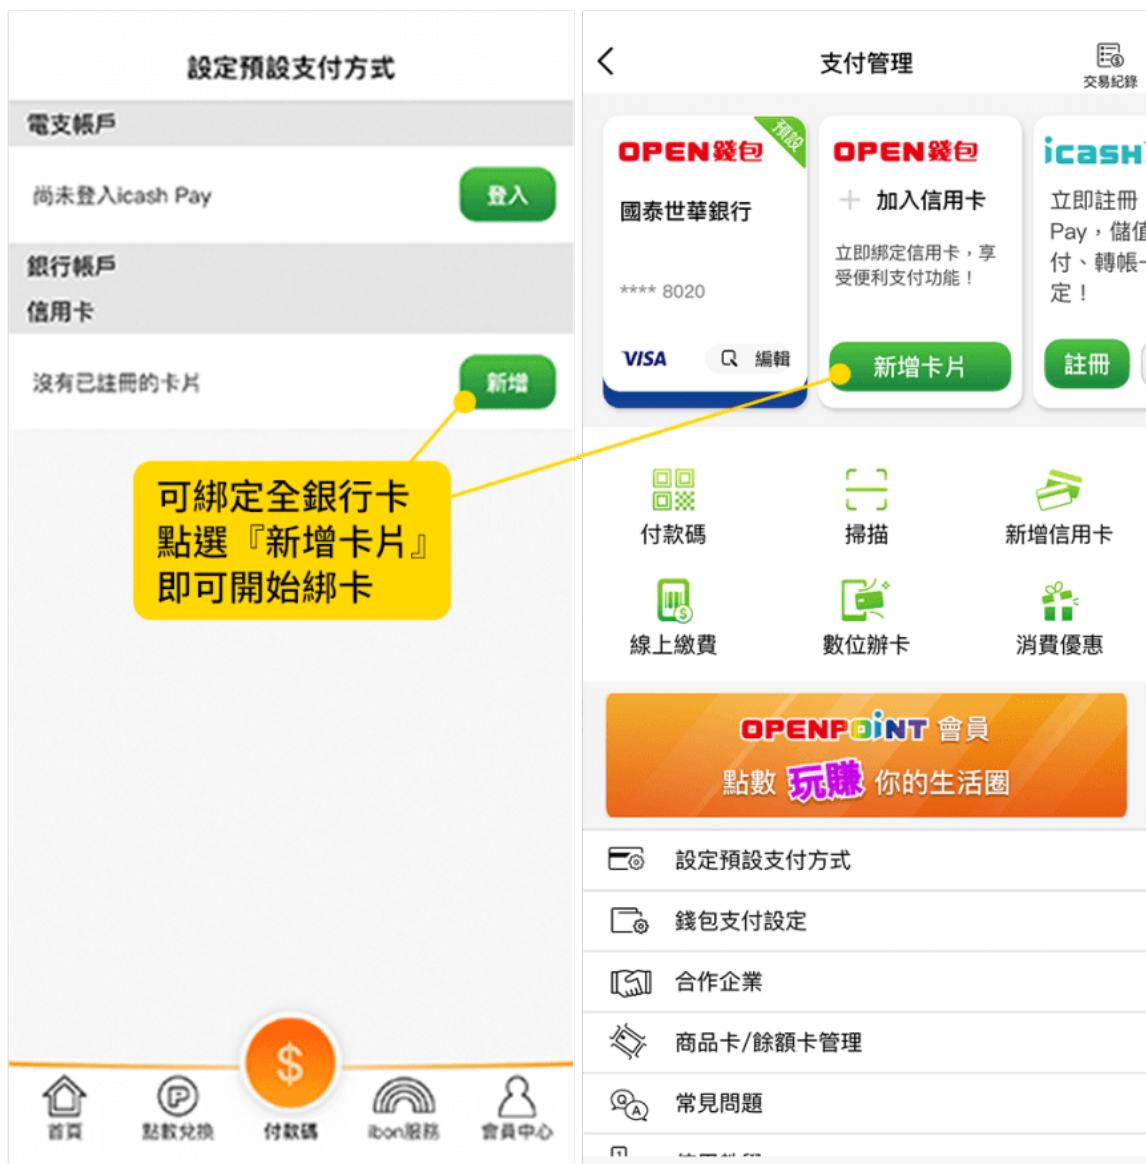 設定預設支付方式
電支帳戶
尚未登入icash Pay
登入
銀行帳戶
信用卡
沒有已註冊的卡片
新增
可綁定全銀行卡
點選『新增卡片』
即可開始綁卡
首頁
點數兌換
付款碼
ibon服務
會員中心
支付管理
交易紀錄
OPEN錢包
預設
國泰世華銀行
**** 8020
VISA
編輯
OPEN錢包
加入信用卡
立即綁定信用卡，享
受便利支付功能！
新增卡片
icash
立即註冊
Pay，儲值
付、轉帳
定！
註冊
付款碼
掃描
新增信用卡
線上繳費
數位辦卡
消費優惠
OPENPOINT 會員
點數 玩賺 你的生活圈
設定預設支付方式
錢包支付設定
合作企業
商品卡/餘額卡管理
常見問題